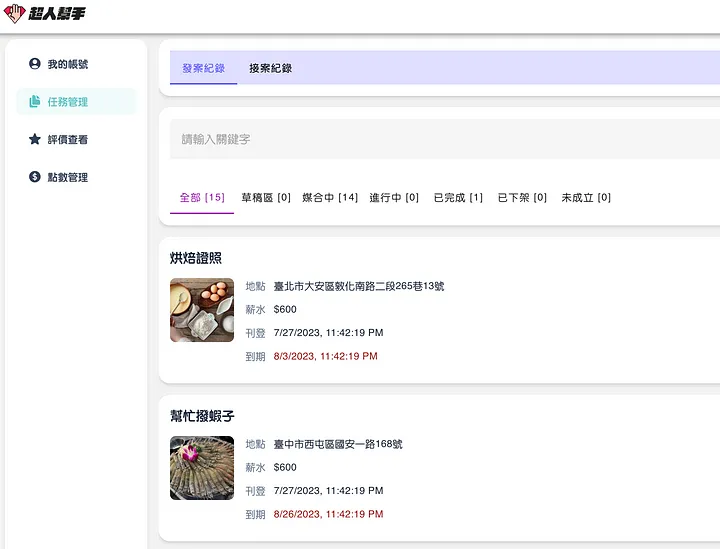 超人幫手
我的帳號
任務管理
評價查看
點數管理
發案紀錄 接案紀錄
請輸入關鍵字
全部 [15] 草稿區 [0] 媒合中 [14] 進行中 [0] 已完成 [1] 已下架 [0] 未成立 [0]
烘焙證照
地點 臺北市大安區敦化南路二段265巷13號
薪水 $600
刊登 7/27/2023, 11:42:19 PM
到期 8/3/2023, 11:42:19 PM
幫忙撥蝦子
地點 臺中市西屯區國安一路168號
薪水 $600
刊登 7/27/2023, 11:42:19 PM
到期 8/26/2023, 11:42:19 PM